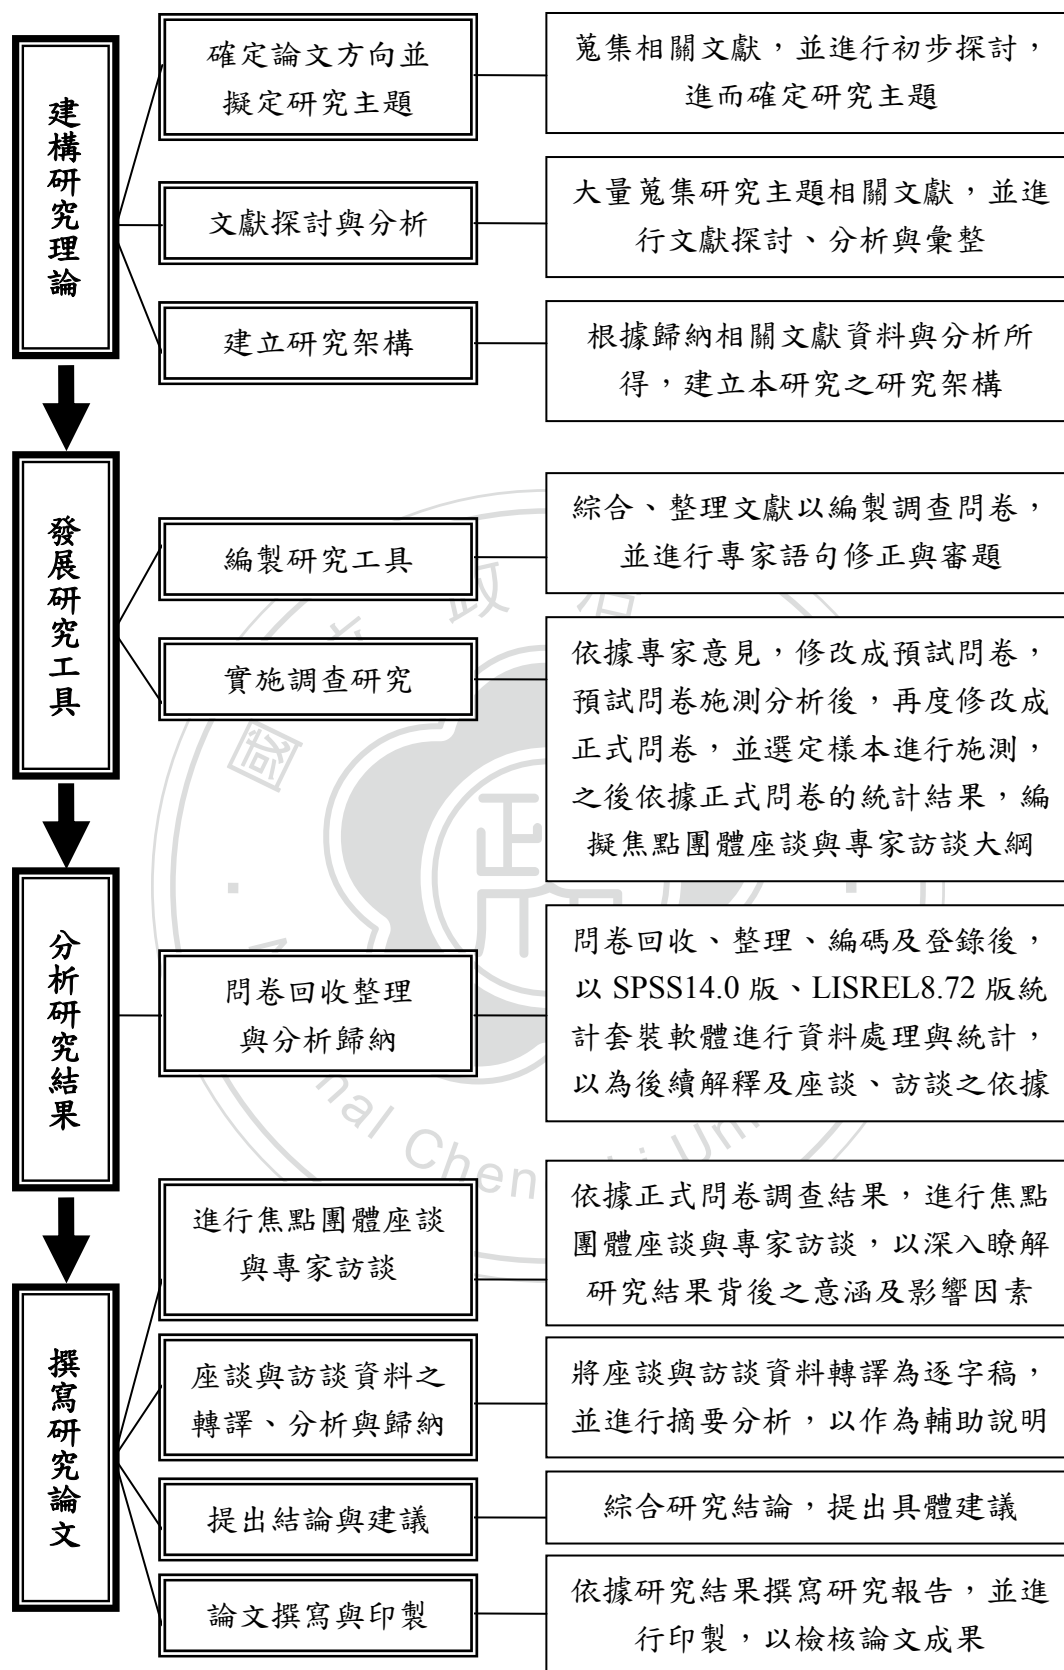 建構研究理論
確定論文方向並
擬定研究主題
蒐集相關文獻，並進行初步探討，
進而確定研究主題
文獻探討與分析
大量蒐集研究主題相關文獻，並進
行文獻探討、分析與彙整
建立研究架構
根據歸納相關文獻資料與分析所
得，建立本研究之研究架構
發展研究工具
編製研究工具
綜合、整理文獻以編製調查問卷，
並進行專家語句修正與審題
實施調查研究
依據專家意見，修改成預試問卷，
預試問卷施測分析後，再度修改成
正式問卷，並選定樣本進行施測，
之後依據正式問卷的統計結果，編
擬焦點團體座談與專家訪談大綱
分析研究結果
問卷回收整理
與分析歸納
問卷回收、整理、編碼及登錄後，
以 SPSS14.0 版、LISREL8.72 版統
計套裝軟體進行資料處理與統計，
以為後續解釋及座談、訪談之依據
撰寫研究論文
進行焦點團體座談
與專家訪談
依據正式問卷調查結果，進行焦點
團體座談與專家訪談，以深入瞭解
研究結果背後之意涵及影響因素
座談與訪談資料之
轉譯、分析與歸納
將座談與訪談資料轉譯為逐字稿，
並進行摘要分析，以作為輔助說明
提出結論與建議
綜合研究結論，提出具體建議
論文撰寫與印製
依據研究結果撰寫研究報告，並進
行印製，以檢核論文成果